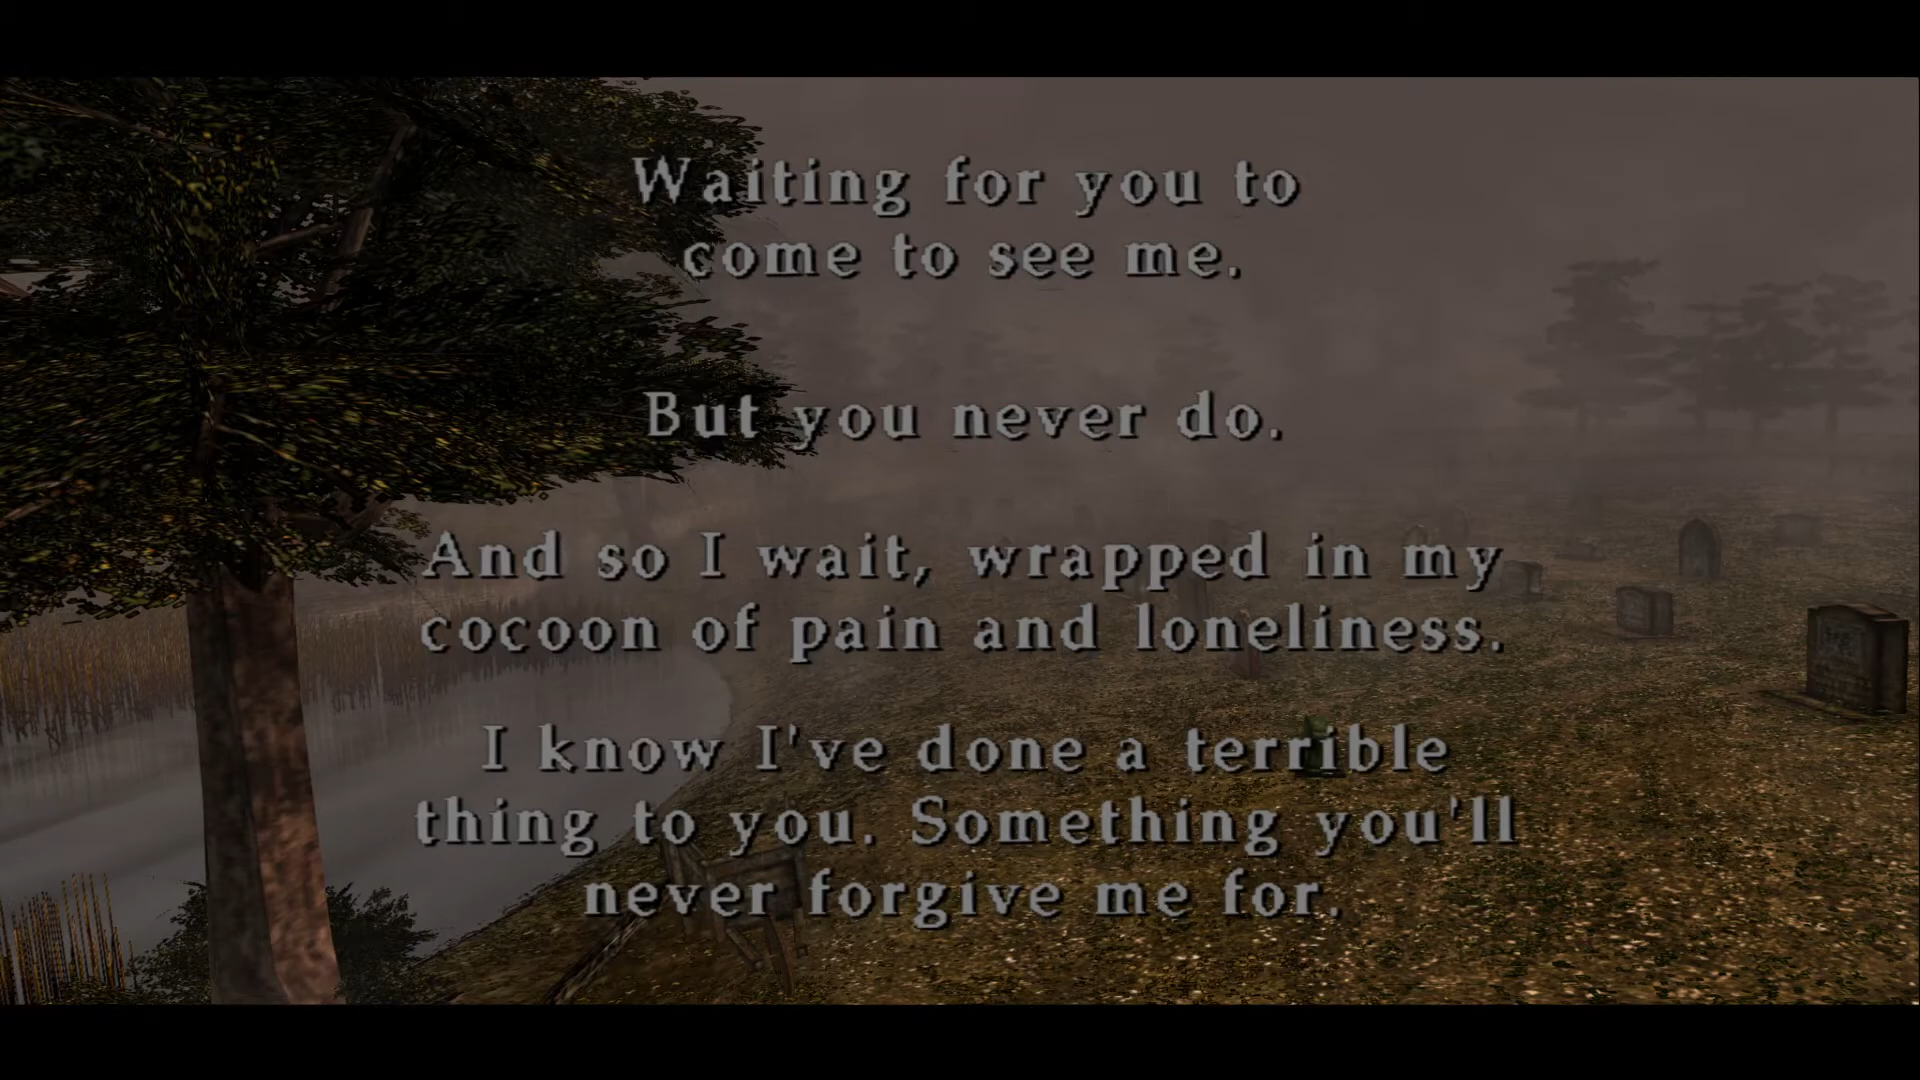 Waiting for you to
come to see me.
But you never do.
And so I wait, wrapped in my
cocoon of pain and loneliness.
I know I've done a terrible
thing to you. Something you'll
never forgive me for.